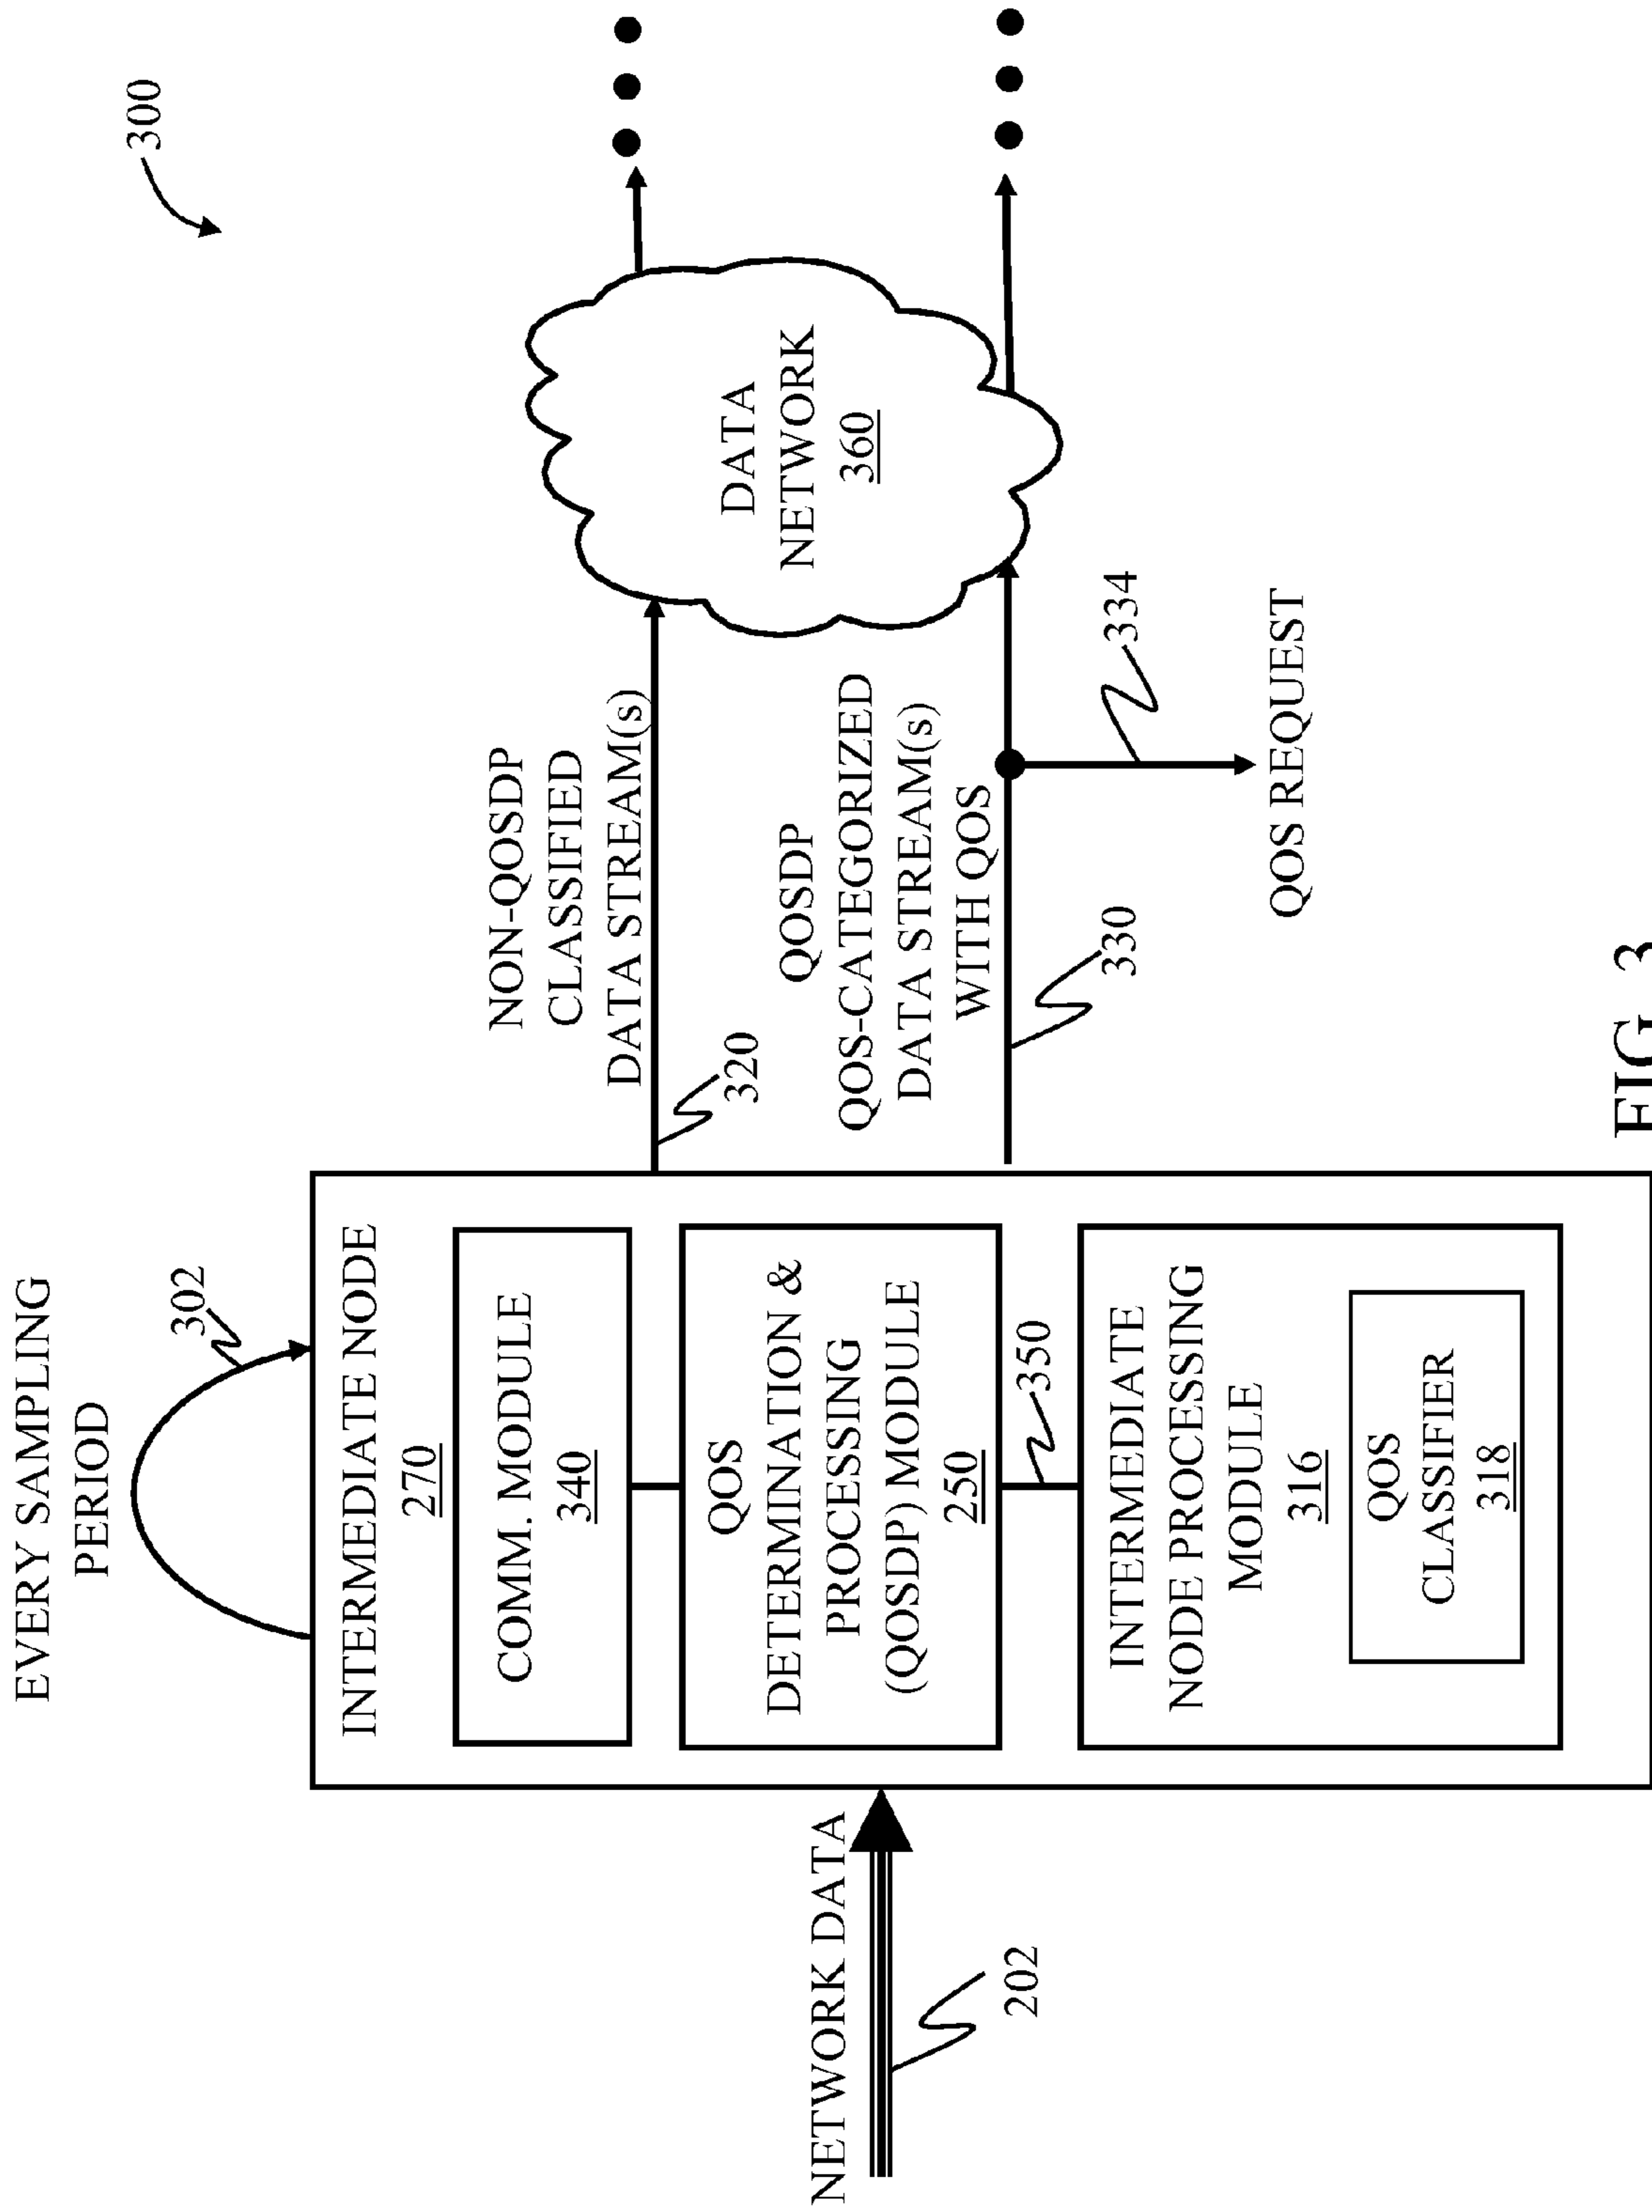 300
EVERY SAMPLING
PERIOD
302
INTERMEDIATE NODE
270
COMM. MODULE
340
QOS
DETERMINATION &
PROCESSING
(QOSDP) MODULE
250
350
INTERMEDIATE
NODE PROCESSING
MODULE
316
QOS
CLASSIFIER
318
NETWORK DATA
202
NON-QOSDP
CLASSIFIED
DATA STREAM(s)
320
QOSDP
QOS-CATEGORIZED
DATA STREAM(s)
WITH QOS
330
334
QOS REQUEST
DATA
NETWORK
360
FIG. 3